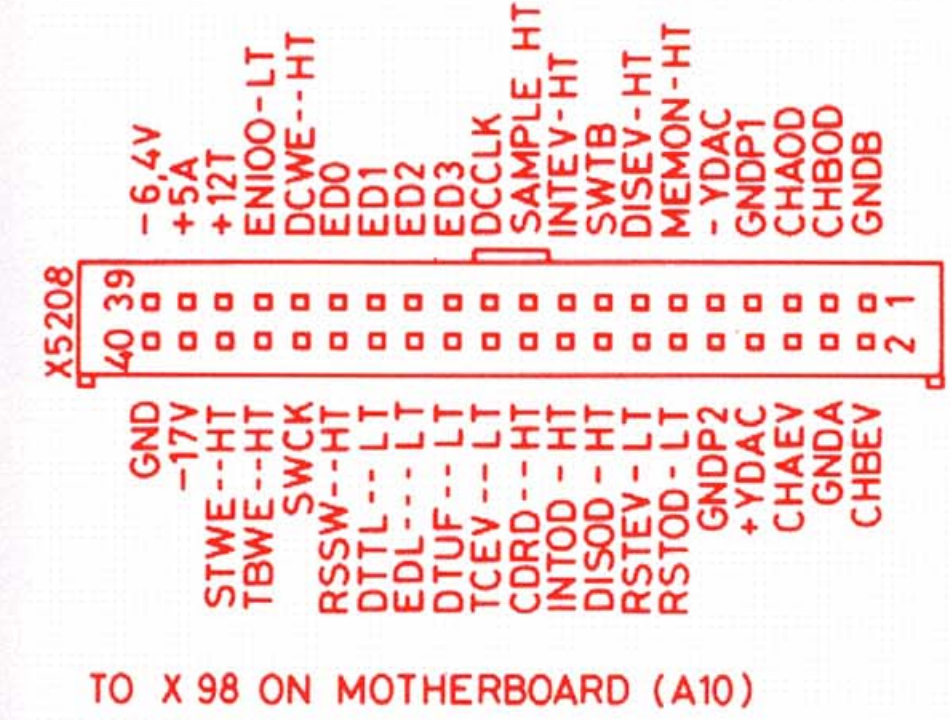 X5208
-6,4V
+5A
+12T
ENI00-LT
DCWE---HT
ED0
ED1
ED2
ED3
DCCLK
SAMPLE HT
INTEV-HT
SWTB
DISEV-HT
MEMON-HT
-YDAC
GNDP1
CHAOD
CHBOD
GNDB
40 39
2 1
GND
-17V
STWE---HT
TBWE---HT
SWCK
RSSW---HT
DTTL--- LT
EDL---- LT
DTUF--- LT
TCEV--- LT
CDRD--- HT
INTOD - HT
DISOD - HT
RSTEV- LT
RSTOD- LT
GNDP2
+YDAC
CHAEV
GNDA
CHBEV
TO X 98 ON MOTHERBOARD (A10)